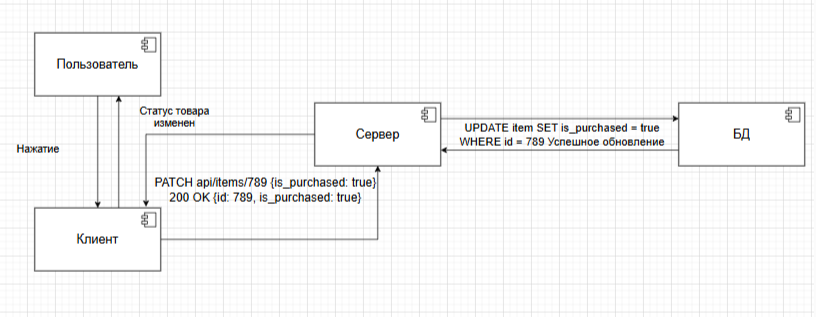 Пользователь
Статус товара
изменен
Нажатие
Сервер
UPDATE item SET is_purchased = true
WHERE id = 789 Успешное обновление
БД
PATCH api/items/789 {is_purchased: true}
200 OK {id: 789, is_purchased: true}
Клиент